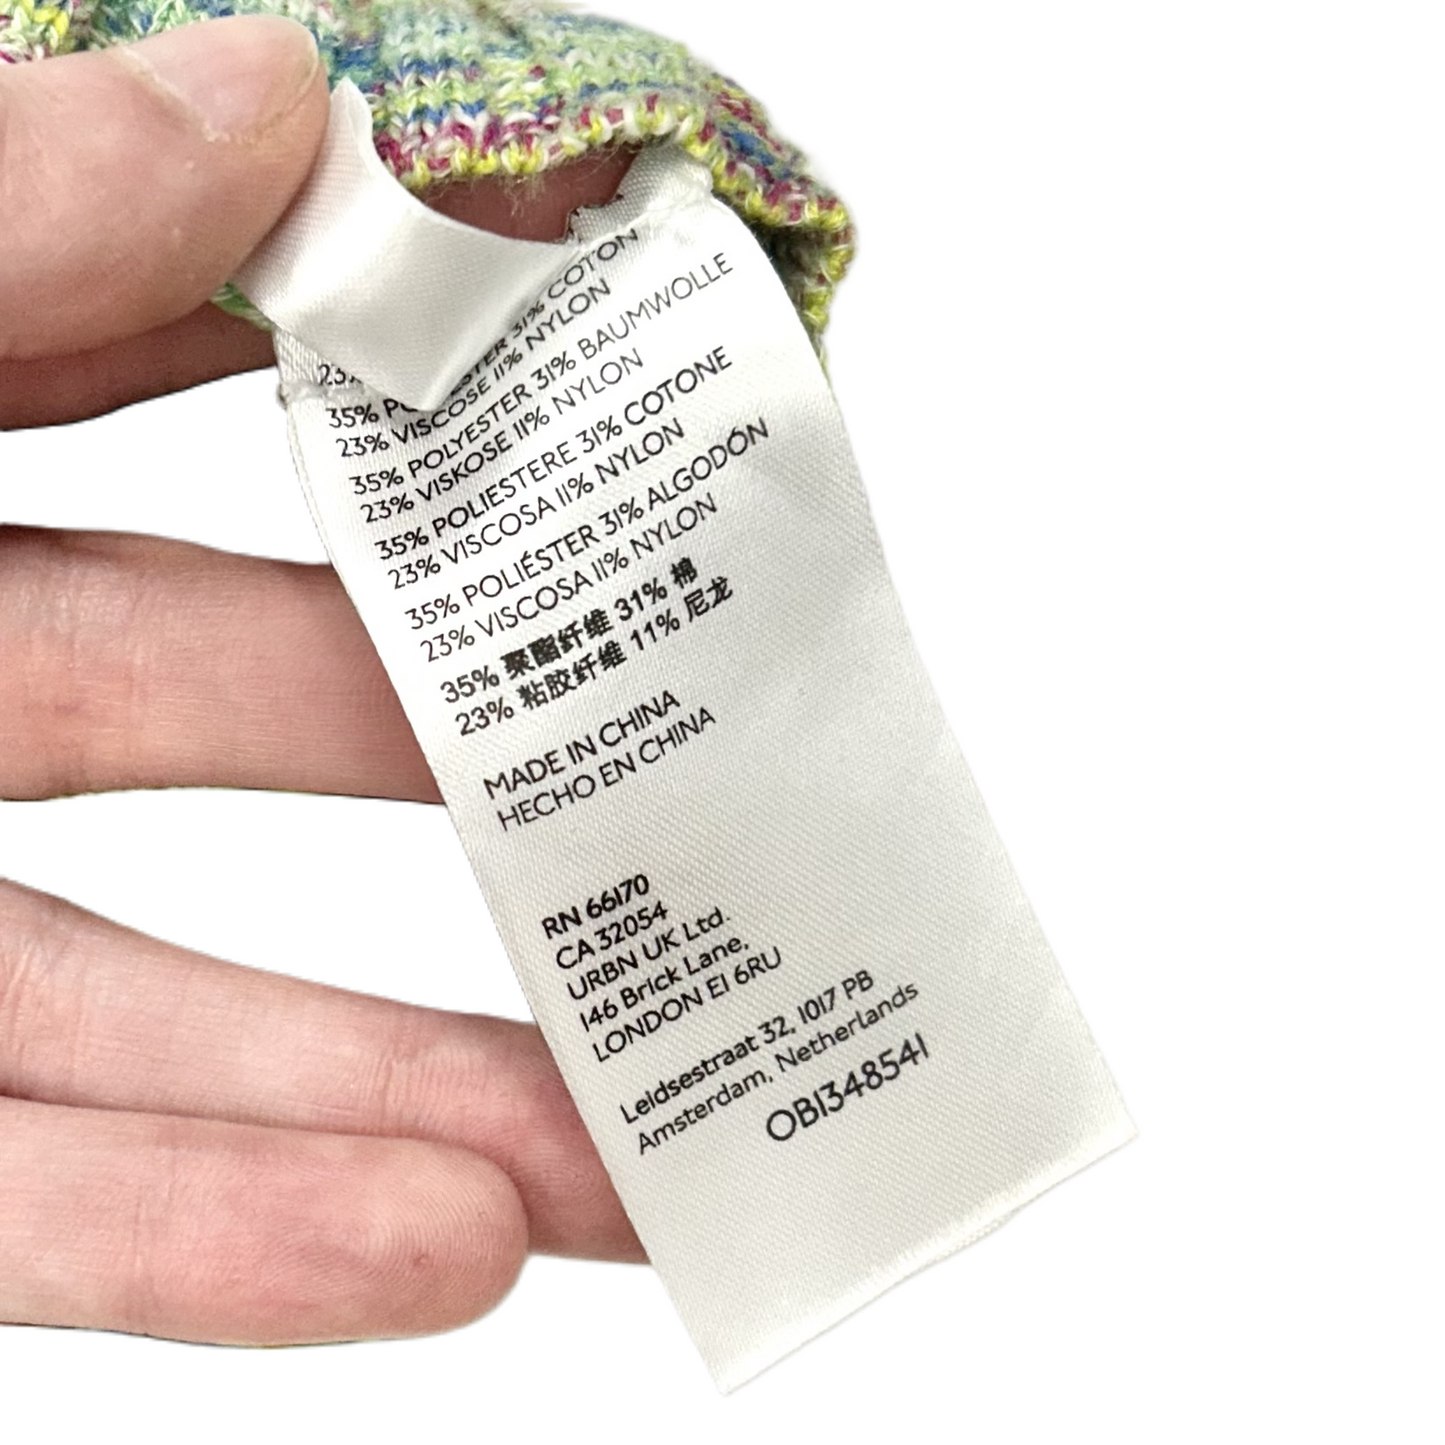 23%
35% POLYESTER 31% COTON
23% VISCOSE 11% NYLON
35% POLYESTER 31% BAUMWOLLE
23% VISKOSE 11% NYLON
35% POLIESTERE 31% COTONE
23% VISCOSA 11% NYLON
35% POLIÉSTER 31% ALGODÓN
23% VISCOSA 11% NYLON
35% 聚酯纤维 31% 棉
23% 粘胶纤维 11% 尼龙
MADE IN CHINA
HECHO EN CHINA
RN 66170
CA 32054
URBN UK Ltd.
146 Brick Lane,
LONDON E1 6RU
Leidsestraat 32, 1017 PB
Amsterdam, Netherlands
OB1348541